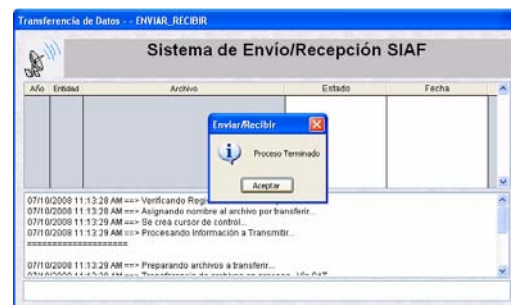 Transferencia de Datos - - ENVIAR_RECIBIR
Sistema de Envío/Recepción SIAF
Año Entidad Archivo Estado Fecha
Enviar/Recibir
Proceso Terminado
Aceptar
07/10/2008 11:13:28 AM ==> Verificando
07/10/2008 11:13:28 AM ==> Asignando nombre al archivo por transferir...
07/10/2008 11:13:29 AM ==> Se crea cursor de control...
07/10/2008 11:13:29 AM ==> Procesando Información a Transmitir...
====================
07/10/2008 11:13:29 AM ==> Preparando archivos a transferir...